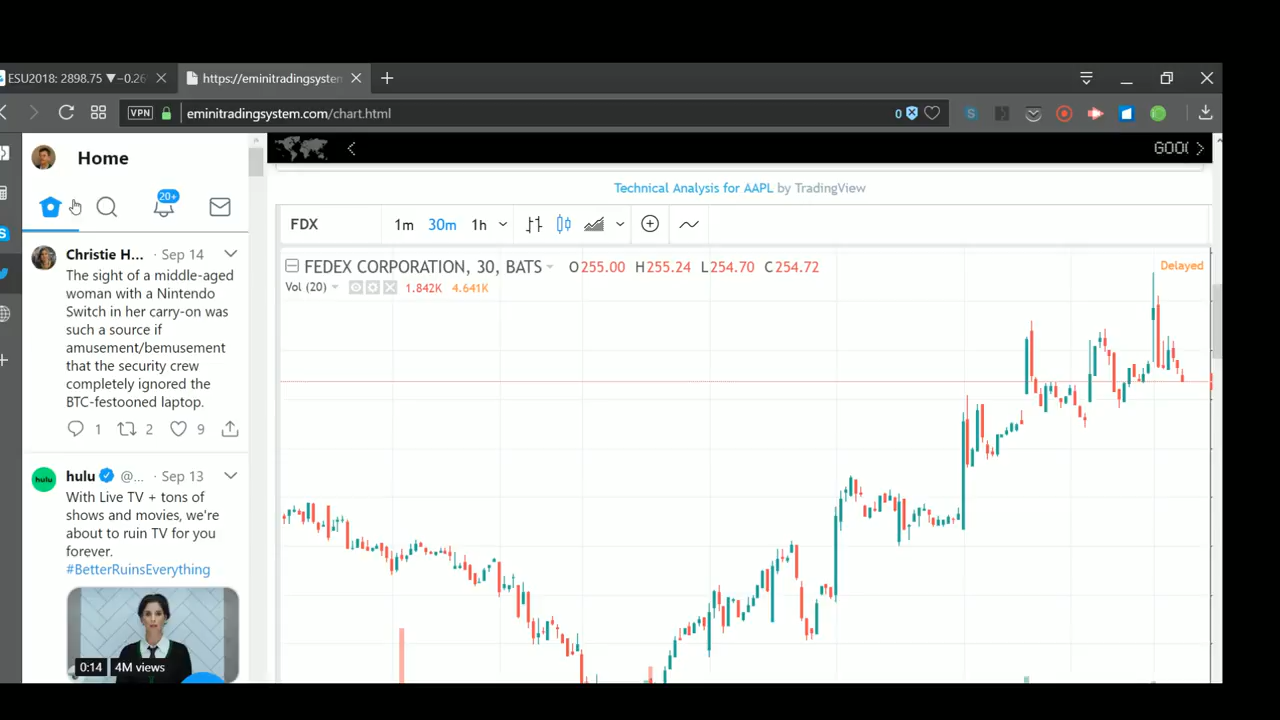 ESU2018: 2898.75 ▼−0.26
https://eminitradingsystem
VPN
eminitradingsystem.com/chart.html
0
Home
GOO
Technical Analysis for AAPL by TradingView
20+
FDX
1m
30m
1h
Christie H... · Sep 14
The sight of a middle-aged
woman with a Nintendo
Switch in her carry-on was
such a source if
amusement/bemusement
that the security crew
completely ignored the
BTC-festooned laptop.
1
2
9
FEDEX CORPORATION, 30, BATS
O255.00 H255.24 L254.70 C254.72
Delayed
Vol (20)
1.842K 4.641K
hulu
hulu @... · Sep 13
With Live TV + tons of
shows and movies, we're
about to ruin TV for you
forever.
#BetterRuinsEverything
0:14
4M views